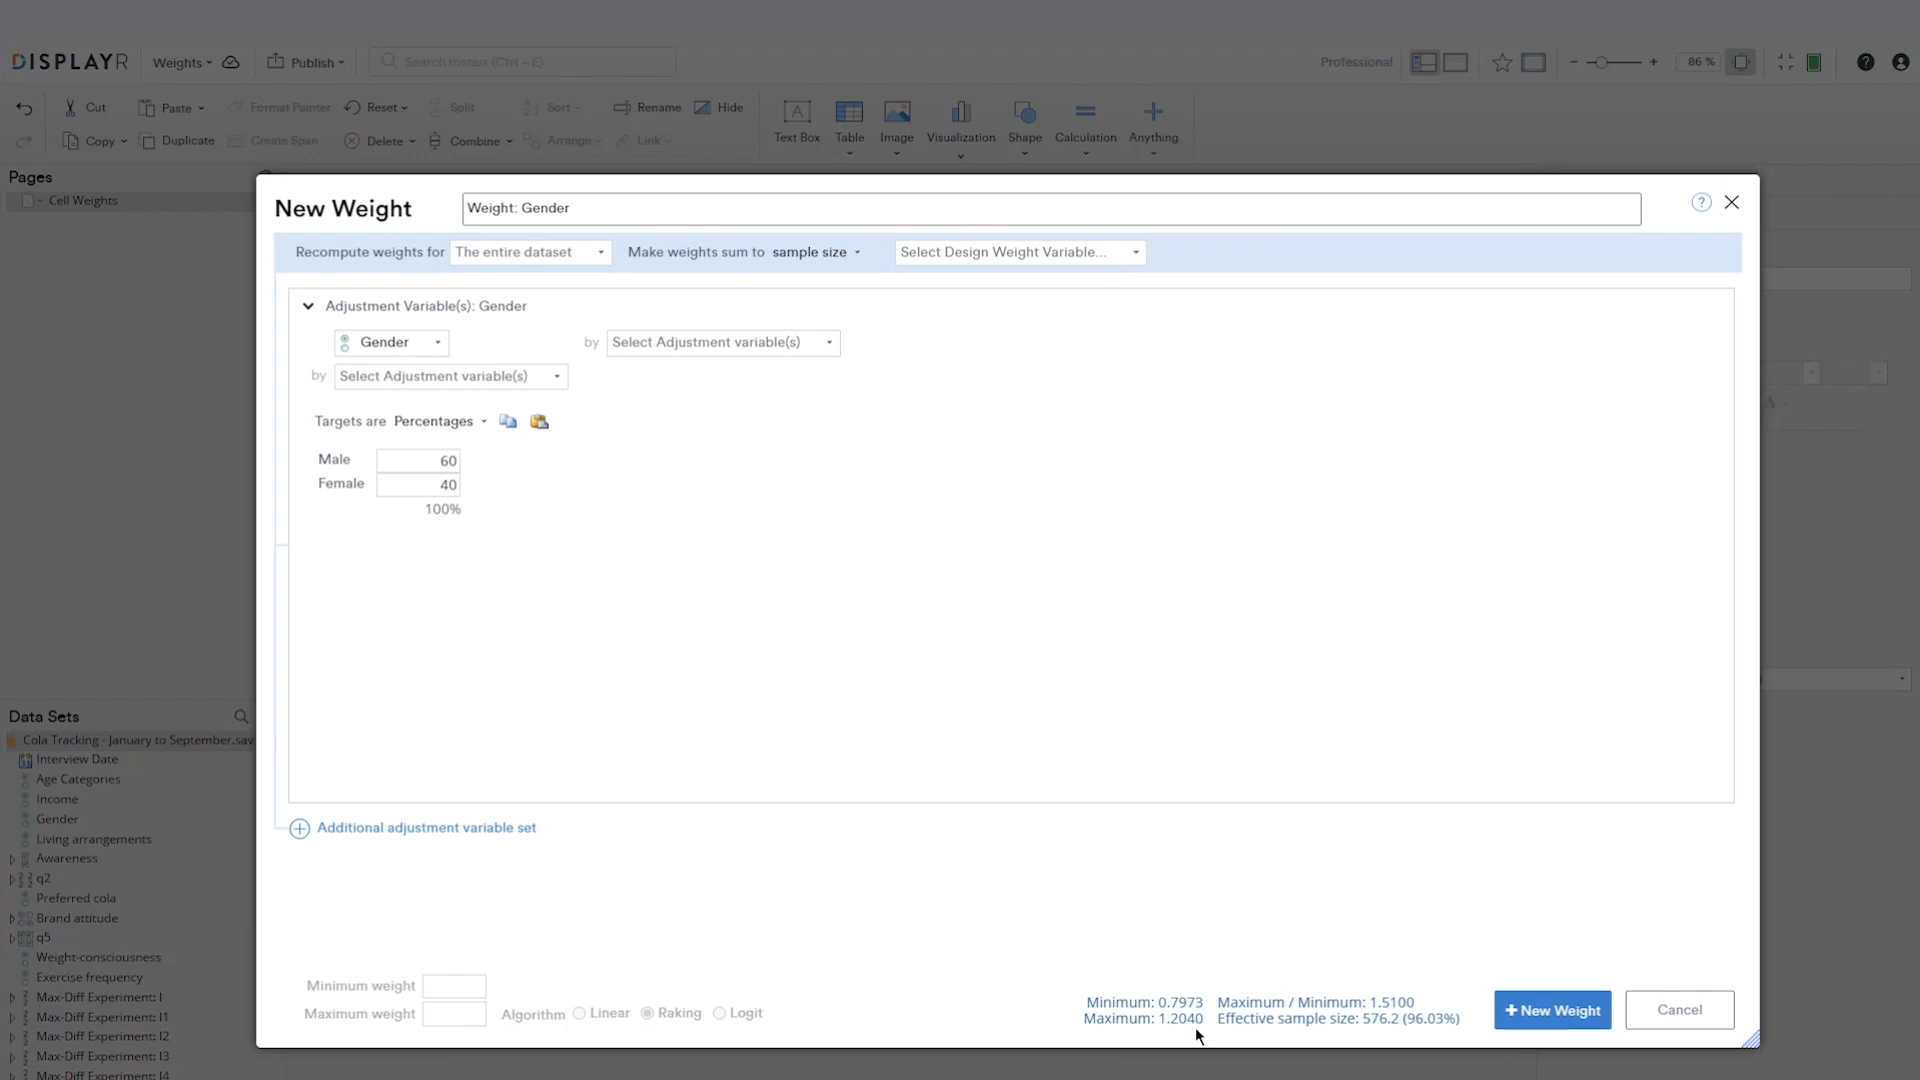 DISPLAYR
Weights
Publish
Search menus (Ctrl + E)
Professional
86 %
Cut
Paste
Format Painter
Reset
Split
Sort
Rename
Hide
Copy
Duplicate
Create Span
Delete
Combine
Arrange
Link
Text Box
Table
Image
Visualization
Shape
Calculation
Anything
Pages
Cell Weights
New Weight
Weight: Gender
Recompute weights for The entire dataset
Make weights sum to sample size
Select Design Weight Variable...
Adjustment Variable(s): Gender
Gender
by Select Adjustment variable(s)
by Select Adjustment variable(s)
Targets are Percentages
Male 60
Female 40
100%
Additional adjustment variable set
Minimum weight
Maximum weight
Algorithm Linear Raking Logit
Minimum: 0.7973 Maximum / Minimum: 1.5100
Maximum: 1.2040 Effective sample size: 576.2 (96.03%)
+ New Weight
Cancel
Data Sets
Cola Tracking - January to September.sav
Interview Date
Age Categories
Income
Gender
Living arrangements
Awareness
q2
Preferred cola
Brand attitude
q5
Weight-consciousness
Exercise frequency
Max-Diff Experiment: I
Max-Diff Experiment: I1
Max-Diff Experiment: I2
Max-Diff Experiment: I3
Max-Diff Experiment: I4